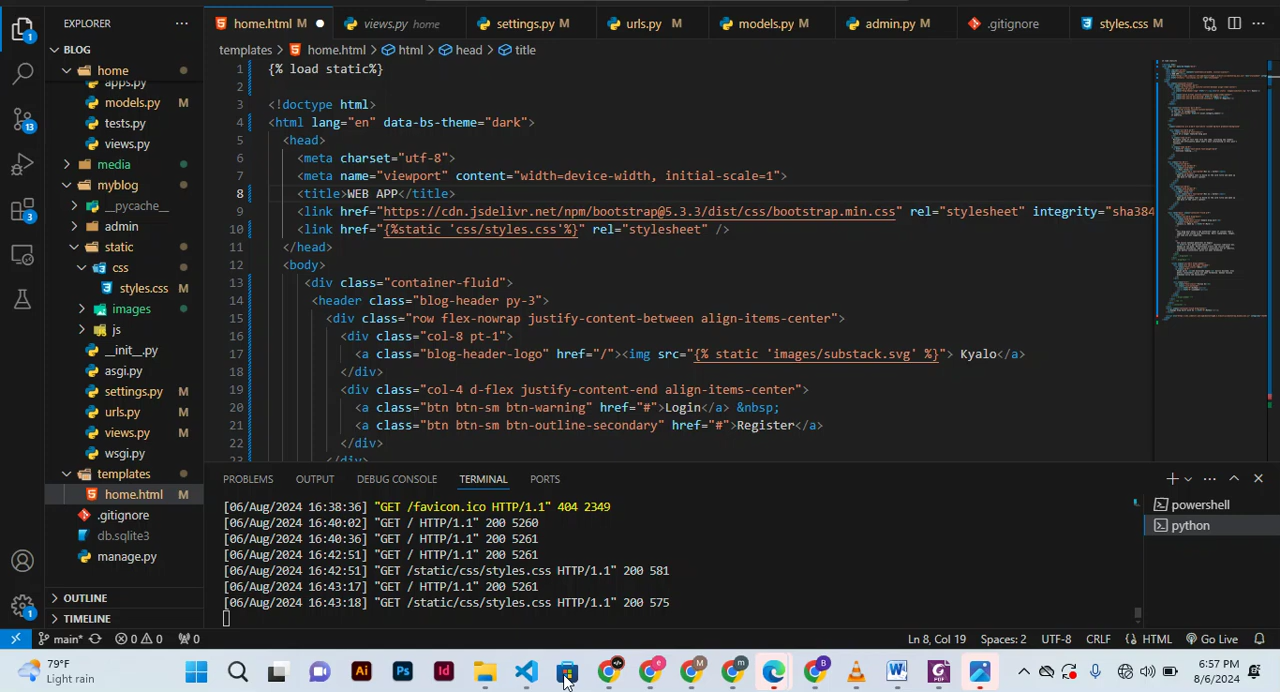 EXPLORER
BLOG
home
apps.py
models.py M
tests.py
views.py
media
myblog
__pycache__
admin
static
css
styles.css M
images
js
__init__.py
asgi.py
settings.py M
urls.py M
views.py M
wsgi.py
templates
home.html M
.gitignore
db.sqlite3
manage.py
OUTLINE
TIMELINE
1
13
3
1
home.html M
views.py home
settings.py M
urls.py M
models.py M
admin.py M
.gitignore
styles.css M
templates > home.html > html > head > title
1 {% load static%}
2
3 <!doctype html>
4 <html lang="en" data-bs-theme="dark">
5 <head>
6 <meta charset="utf-8">
7 <meta name="viewport" content="width=device-width, initial-scale=1">
8 <title>WEB APP</title>
9 <link href="https://cdn.jsdelivr.net/npm/bootstrap@5.3.3/dist/css/bootstrap.min.css" rel="stylesheet" integrity="sha384
10 <link href="{%static 'css/styles.css'%}" rel="stylesheet" />
11 </head>
12 <body>
13 <div class="container-fluid">
14 <header class="blog-header py-3">
15 <div class="row flex-nowrap justify-content-between align-items-center">
16 <div class="col-8 pt-1">
17 <a class="blog-header-logo" href="/"><img src="{% static 'images/substack.svg' %}"> Kyalo</a>
18 </div>
19 <div class="col-4 d-flex justify-content-end align-items-center">
20 <a class="btn btn-sm btn-warning" href="#">Login</a> &nbsp;
21 <a class="btn btn-sm btn-outline-secondary" href="#">Register</a>
22 </div>
23 </div>
PROBLEMS OUTPUT DEBUG CONSOLE TERMINAL PORTS
[06/Aug/2024 16:38:36] "GET /favicon.ico HTTP/1.1" 404 2349
[06/Aug/2024 16:40:02] "GET / HTTP/1.1" 200 5260
[06/Aug/2024 16:40:36] "GET / HTTP/1.1" 200 5261
[06/Aug/2024 16:42:51] "GET / HTTP/1.1" 200 5261
[06/Aug/2024 16:42:51] "GET /static/css/styles.css HTTP/1.1" 200 581
[06/Aug/2024 16:43:17] "GET / HTTP/1.1" 200 5261
[06/Aug/2024 16:43:18] "GET /static/css/styles.css HTTP/1.1" 200 575
powershell
python
main* 0 0 0 Ln 8, Col 19 Spaces: 2 UTF-8 CRLF HTML Go Live
79°F
Light rain
Ai Ps Id
6:57 PM
8/6/2024